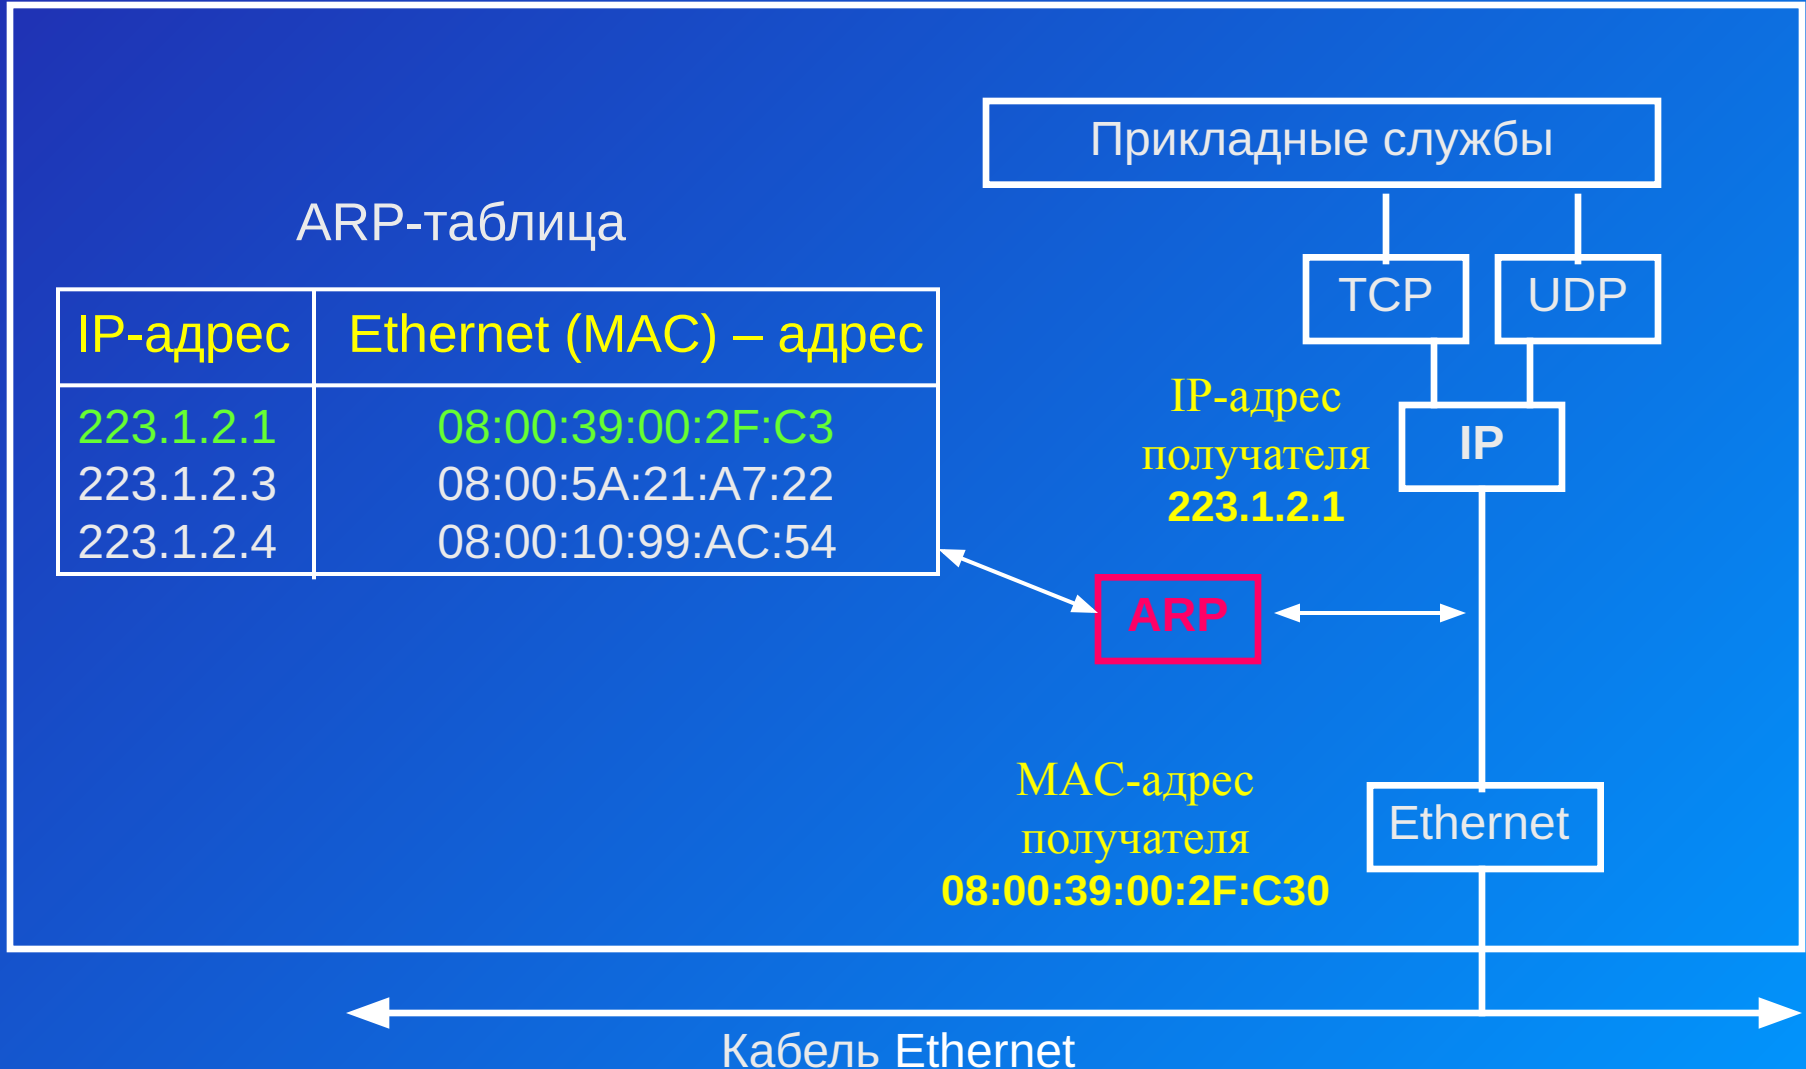 Прикладные службы
ARP-таблица
TCP UDP
IP-адрес Ethernet (MAC) – адрес
223.1.2.1 08:00:39:00:2F:C3
223.1.2.3 08:00:5A:21:A7:22
223.1.2.4 08:00:10:99:AC:54
IP-адрес
получателя
223.1.2.1
IP
ARP
MAC-адрес
получателя
08:00:39:00:2F:C30
Ethernet
Кабель Ethernet